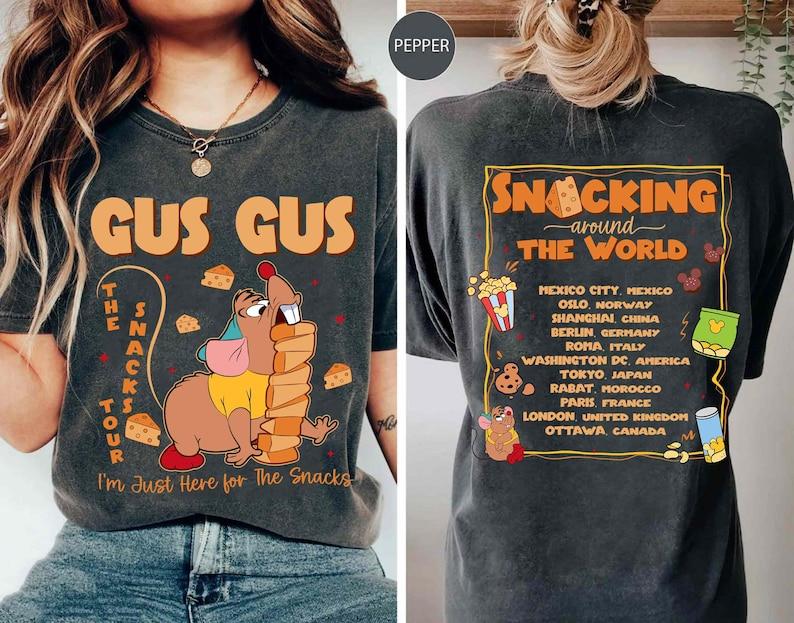 PEPPER
GUS GUS
THE
SNACKS
TOUR
I'm Just Here for The Snacks
SNACKING
around
THE WORLD
MEXICO CITY, MEXICO
OSLO, NORWAY
SHANGHAI, CHINA
BERLIN, GERMANY
ROMA, ITALY
WASHINGTON DC, AMERICA
TOKYO, JAPAN
RABAT, MOROCCO
PARIS, FRANCE
LONDON, UNITED KINGDOM
OTTAWA, CANADA